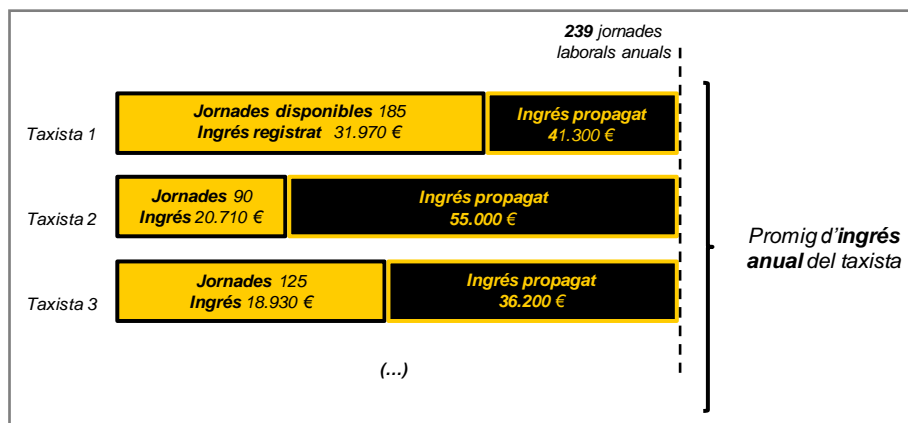 239 jornades
laborals anuals
Taxista 1
Jornades disponibles 185
Ingrés registrat 31.970 €
Ingrés propagat
41.300 €
Taxista 2
Jornades 90
Ingrés 20.710 €
Ingrés propagat
55.000 €
Taxista 3
Jornades 125
Ingrés 18.930 €
Ingrés propagat
36.200 €
(...)
Promig d'ingrés
anual del taxista